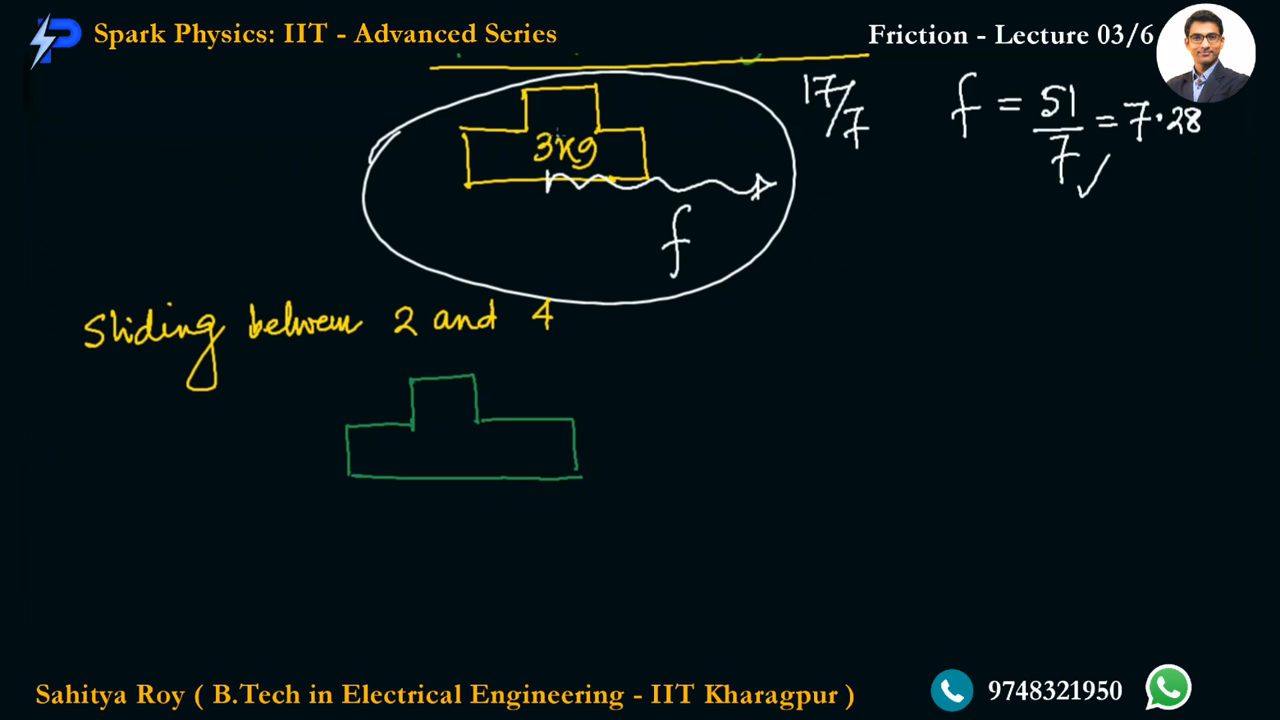 Spark Physics: IIT - Advanced Series
Friction - Lecture 03/6
17/7
f = 51/7 = 7.28
3kg
f
Sliding between 2 and 4
Sahitya Roy ( B.Tech in Electrical Engineering - IIT Kharagpur )
9748321950